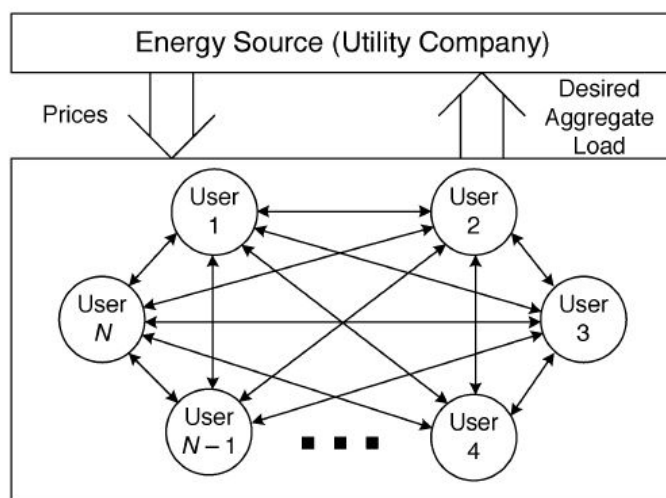 Energy Source (Utility Company)
Prices
Desired
Aggregate
Load
User
1
User
2
User
N
User
3
User
N – 1
User
4